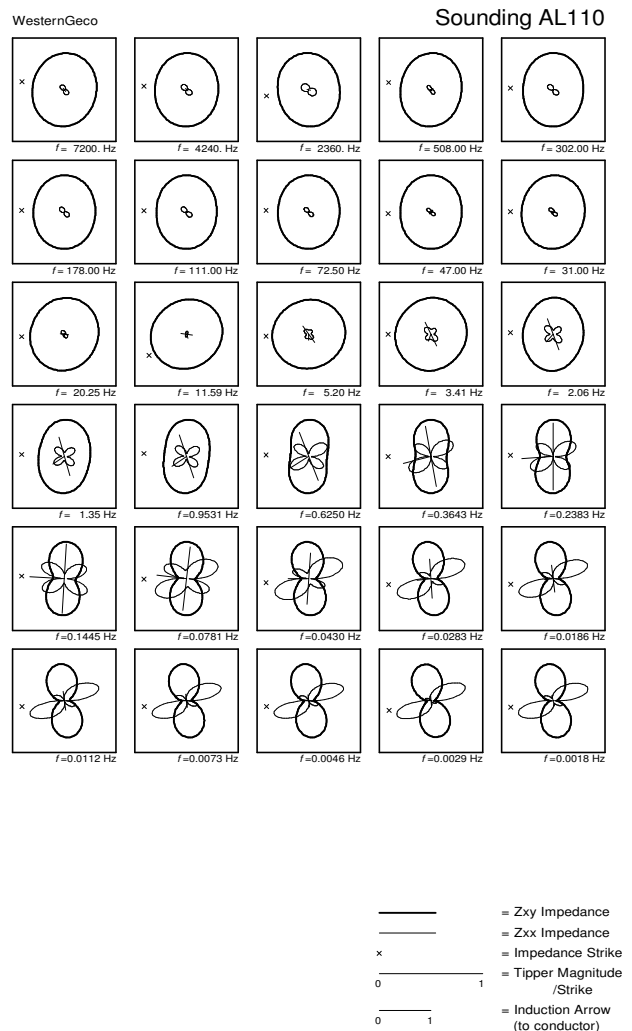 WesternGeco Sounding AL110
f = 7200. Hz f = 4240. Hz f = 2360. Hz f = 508.00 Hz f = 302.00 Hz
f = 178.00 Hz f = 111.00 Hz f = 72.50 Hz f = 47.00 Hz f = 31.00 Hz
f = 20.25 Hz f = 11.59 Hz f = 5.20 Hz f = 3.41 Hz f = 2.06 Hz
f = 1.35 Hz f =0.9531 Hz f =0.6250 Hz f =0.3643 Hz f =0.2383 Hz
f =0.1445 Hz f =0.0781 Hz f =0.0430 Hz f =0.0283 Hz f =0.0186 Hz
f =0.0112 Hz f =0.0073 Hz f =0.0046 Hz f =0.0029 Hz f =0.0018 Hz
= Zxy Impedance
= Zxx Impedance
× = Impedance Strike
= Tipper Magnitude
0 1 /Strike
= Induction Arrow
0 1 (to conductor)